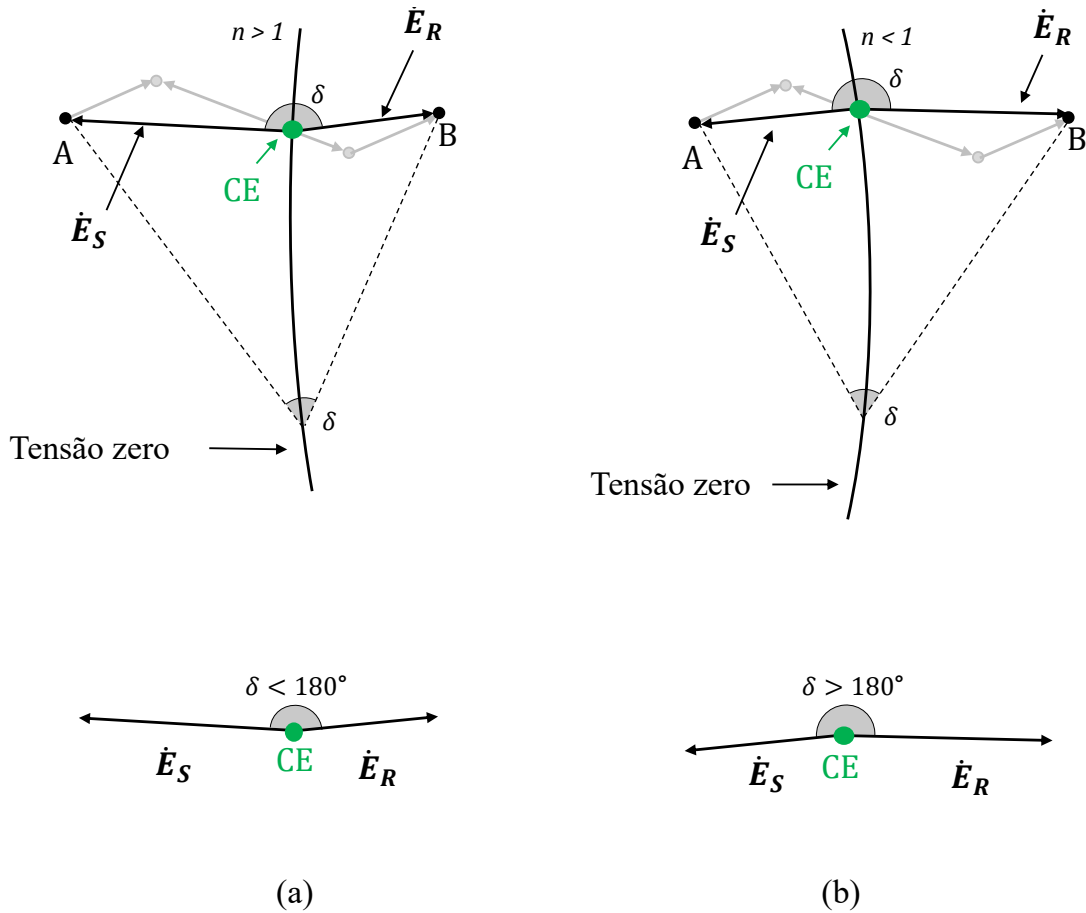 n > 1
Ė_R
δ
A
B
CE
Ė_S
δ
Tensão zero
δ < 180°
CE
Ė_S
Ė_R
(a)
n < 1
δ
Ė_R
A
B
CE
Ė_S
δ
Tensão zero
δ > 180°
Ė_S
CE
Ė_R
(b)